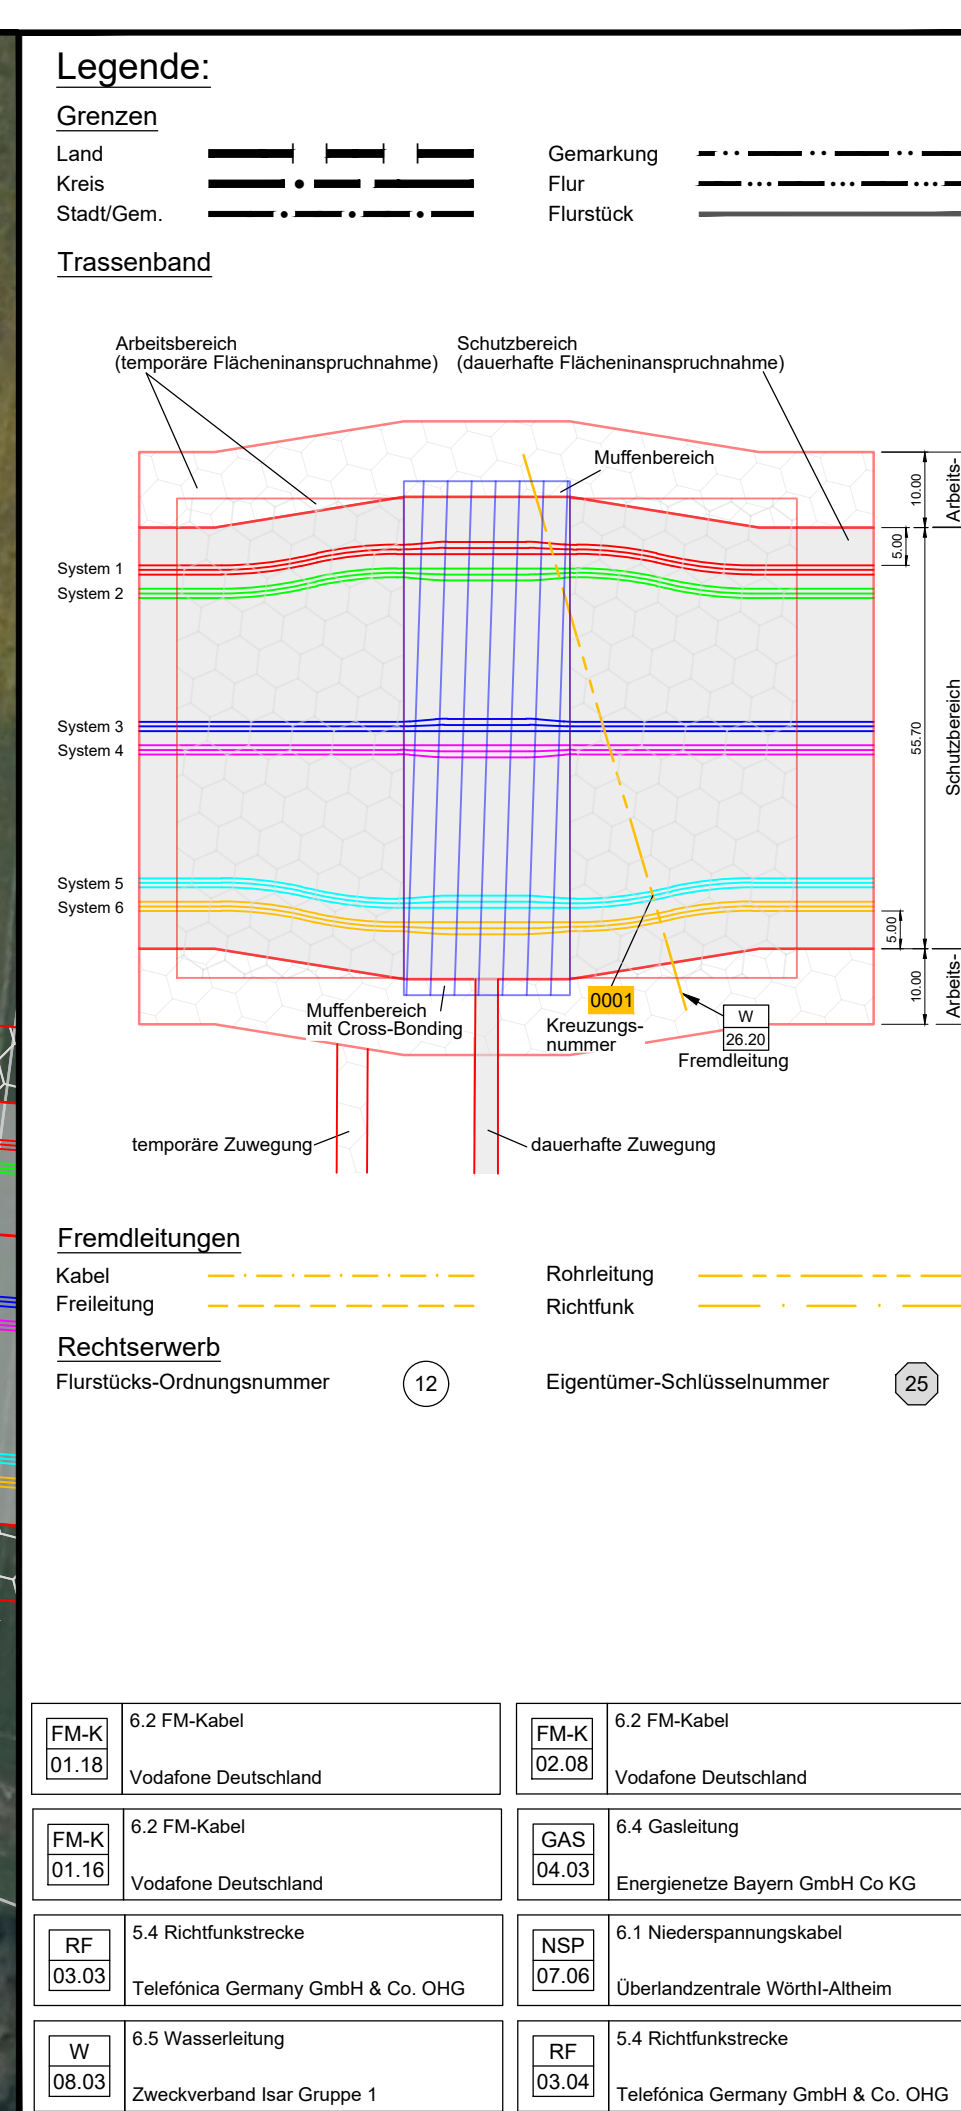 Legende:
Grenzen
Land
Kreis
Stadt/Gem.
Gemarkung
Flur
Flurstück
Trassenband
Arbeitsbereich
(temporäre Flächeninanspruchnahme)
Schutzbereich
(dauerhafte Flächeninanspruchnahme)
Muffenbereich
System 1
System 2
System 3
System 4
System 5
System 6
10.00
Arbeits-
5.00
55.70
Schutzbereich
5.00
10.00
Arbeits-
Muffenbereich
mit Cross-Bonding
0001
Kreuzungs-
nummer
W
26.20
Fremdleitung
temporäre Zuwegung
dauerhafte Zuwegung
Fremdleitungen
Kabel
Freileitung
Rohrleitung
Richtfunk
Rechtserwerb
Flurstücks-Ordnungsnummer
12
Eigentümer-Schlüsselnummer
25
FM-K
01.18
6.2 FM-Kabel
Vodafone Deutschland
FM-K
02.08
6.2 FM-Kabel
Vodafone Deutschland
FM-K
01.16
6.2 FM-Kabel
Vodafone Deutschland
GAS
04.03
6.4 Gasleitung
Energienetze Bayern GmbH Co KG
RF
03.03
5.4 Richtfunkstrecke
Telefónica Germany GmbH & Co. OHG
NSP
07.06
6.1 Niederspannungskabel
Überlandzentrale Wörthl-Altheim
W
08.03
6.5 Wasserleitung
Zweckverband Isar Gruppe 1
RF
03.04
5.4 Richtfunkstrecke
Telefónica Germany GmbH & Co. OHG